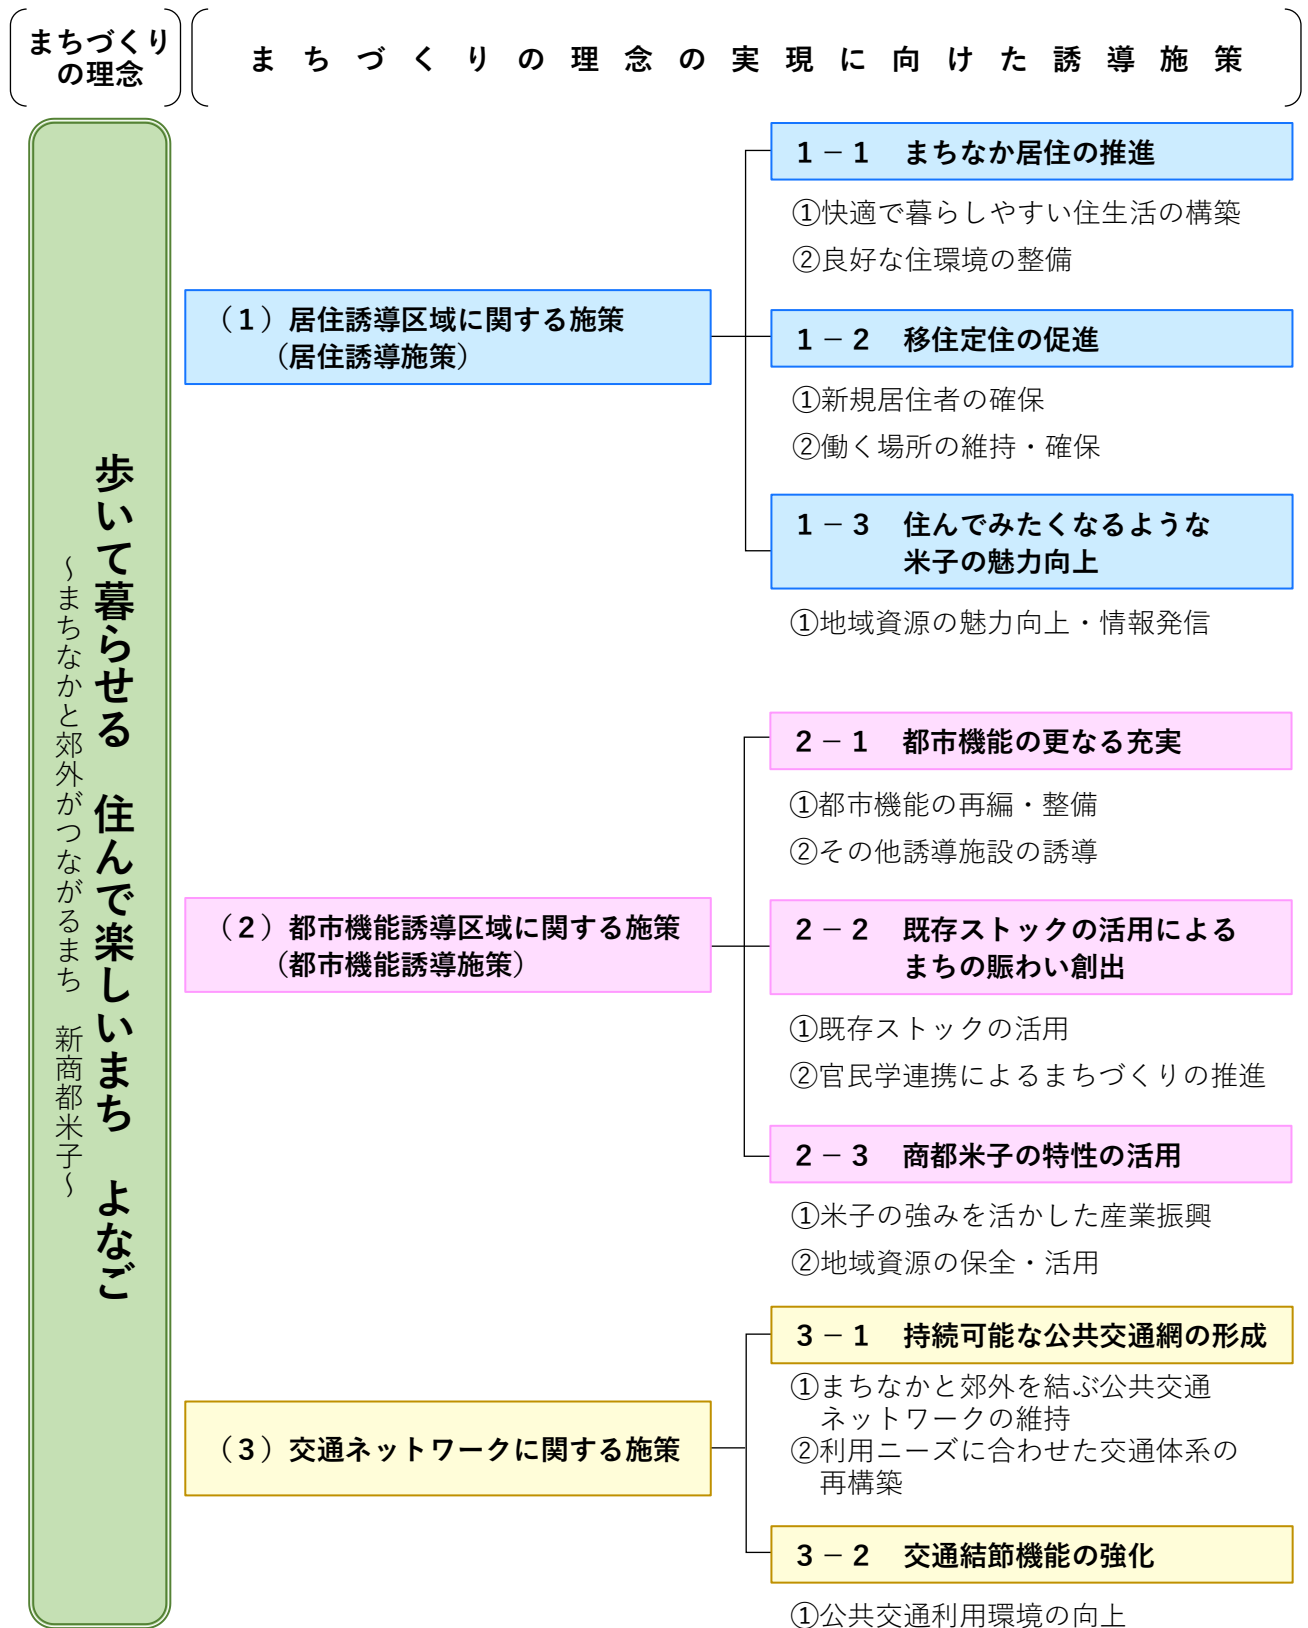 まちづくり
の理念
まちづくりの理念の実現に向けた誘導施策
歩いて暮らせる　住んで楽しいまち　よなご
～まちなかと郊外がつながるまち　新商都米子～
（１）居住誘導区域に関する施策
（居住誘導施策）
１－１　まちなか居住の推進
①快適で暮らしやすい住生活の構築
②良好な住環境の整備
１－２　移住定住の促進
①新規居住者の確保
②働く場所の維持・確保
１－３　住んでみたくなるような
米子の魅力向上
①地域資源の魅力向上・情報発信
（２）都市機能誘導区域に関する施策
（都市機能誘導施策）
２－１　都市機能の更なる充実
①都市機能の再編・整備
②その他誘導施設の誘導
２－２　既存ストックの活用による
まちの賑わい創出
①既存ストックの活用
②官民学連携によるまちづくりの推進
２－３　商都米子の特性の活用
①米子の強みを活かした産業振興
②地域資源の保全・活用
（３）交通ネットワークに関する施策
３－１　持続可能な公共交通網の形成
①まちなかと郊外を結ぶ公共交通
ネットワークの維持
②利用ニーズに合わせた交通体系の
再構築
３－２　交通結節機能の強化
①公共交通利用環境の向上